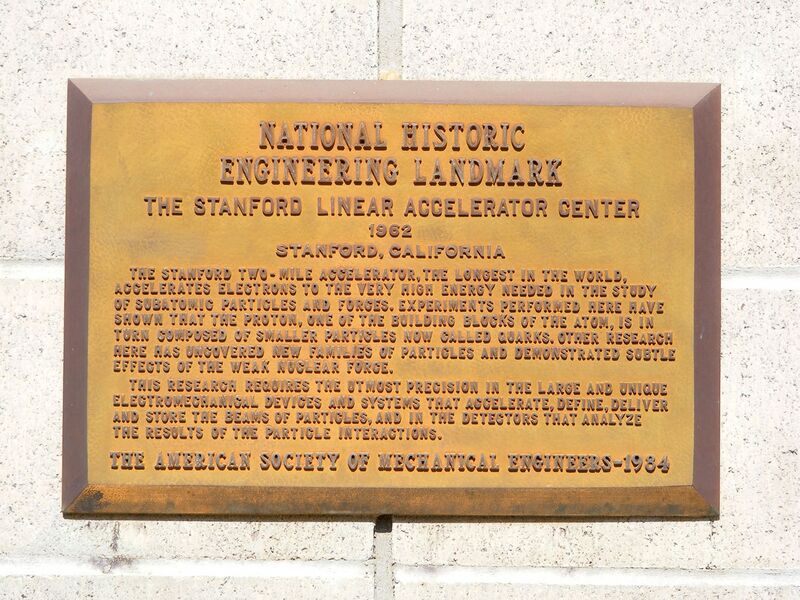 NATIONAL HISTORIC
ENGINEERING LANDMARK
THE STANFORD LINEAR ACCELERATOR CENTER
1962
STANFORD, CALIFORNIA
THE STANFORD TWO-MILE ACCELERATOR, THE LONGEST IN THE WORLD,
ACCELERATES ELECTRONS TO THE VERY HIGH ENERGY NEEDED IN THE STUDY
OF SUBATOMIC PARTICLES AND FORCES. EXPERIMENTS PERFORMED HERE HAVE
SHOWN THAT THE PROTON, ONE OF THE BUILDING BLOCKS OF THE ATOM, IS IN
TURN COMPOSED OF SMALLER PARTICLES NOW CALLED QUARKS. OTHER RESEARCH
HERE HAS UNCOVERED NEW FAMILIES OF PARTICLES AND DEMONSTRATED SUBTLE
EFFECTS OF THE WEAK NUCLEAR FORCE.
THIS RESEARCH REQUIRES THE UTMOST PRECISION IN THE LARGE AND UNIQUE
ELECTROMECHANICAL DEVICES AND SYSTEMS THAT ACCELERATE, DEFINE, DELIVER
AND STORE THE BEAMS OF PARTICLES, AND IN THE DETECTORS THAT ANALYZE
THE RESULTS OF THE PARTICLE INTERACTIONS.
THE AMERICAN SOCIETY OF MECHANICAL ENGINEERS-1984